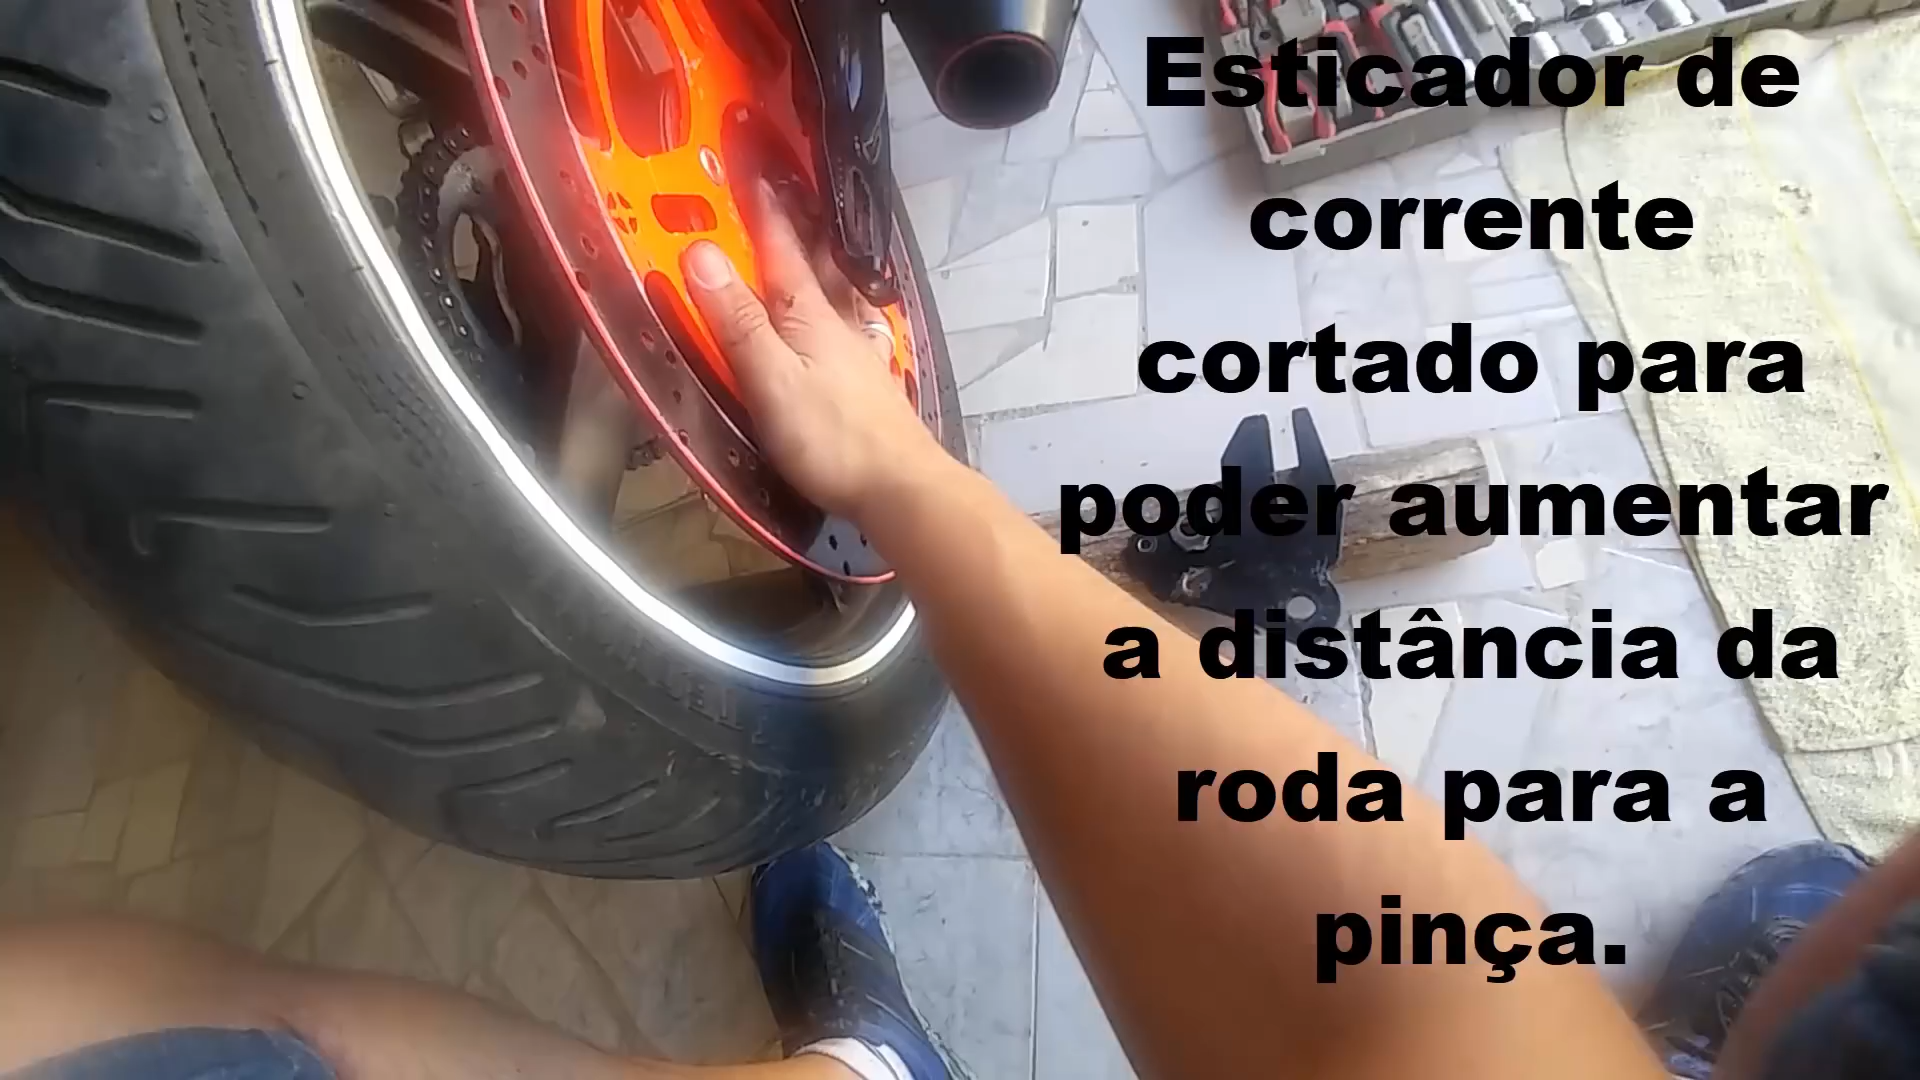 Esticador de
corrente
cortado para
poder aumentar
a distância da
roda para a
pinça.